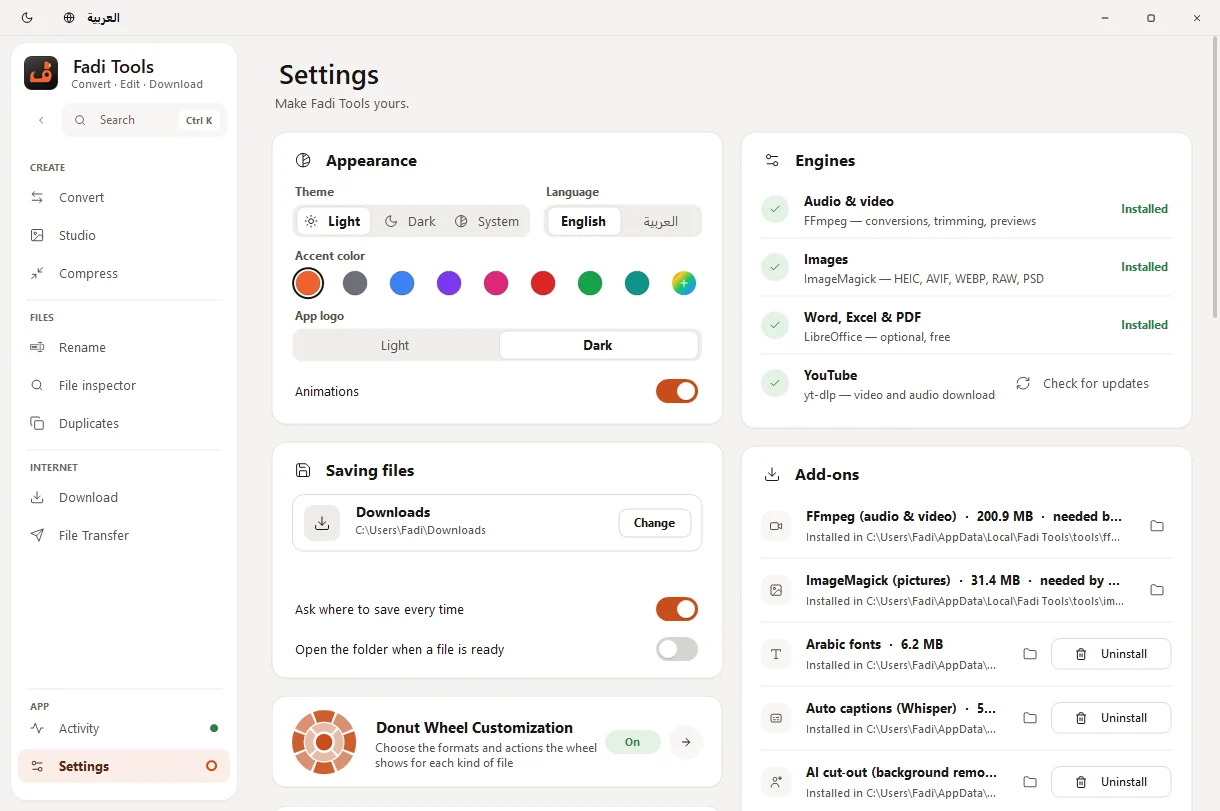 العربية
Fadi Tools
Convert · Edit · Download
Search
Ctrl K
CREATE
Convert
Studio
Compress
FILES
Rename
File inspector
Duplicates
INTERNET
Download
File Transfer
APP
Activity
Settings
Settings
Make Fadi Tools yours.
Appearance
Theme
Language
Light
Dark
System
English
العربية
Accent color
App logo
Light
Dark
Animations
Saving files
Downloads
C:\Users\Fadi\Downloads
Change
Ask where to save every time
Open the folder when a file is ready
Donut Wheel Customization
Choose the formats and actions the wheel
shows for each kind of file
On
Engines
Audio & video
FFmpeg — conversions, trimming, previews
Installed
Images
ImageMagick — HEIC, AVIF, WEBP, RAW, PSD
Installed
Word, Excel & PDF
LibreOffice — optional, free
Installed
YouTube
yt-dlp — video and audio download
Check for updates
Add-ons
FFmpeg (audio & video) · 200.9 MB · needed b...
Installed in C:\Users\Fadi\AppData\Local\Fadi Tools\tools\ff...
ImageMagick (pictures) · 31.4 MB · needed by ...
Installed in C:\Users\Fadi\AppData\Local\Fadi Tools\tools\im...
Arabic fonts · 6.2 MB
Installed in C:\Users\Fadi\AppData\...
Uninstall
Auto captions (Whisper) · 5...
Installed in C:\Users\Fadi\AppData\...
Uninstall
AI cut-out (background remo...
Installed in C:\Users\Fadi\AppData\...
Uninstall